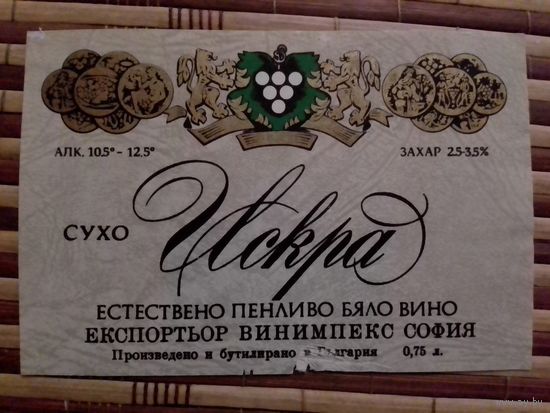 АЛК. 10.5° - 12.5° ЗАХАР 2.5-3.5%
СУХО Искра
ЕСТЕСТВЕНО ПЕНЛИВО БЯЛО ВИНО
ЕКСПОРТЬОР ВИНИМПЕКС СОФИЯ
Произведено и бутилирано в България 0,75 л.